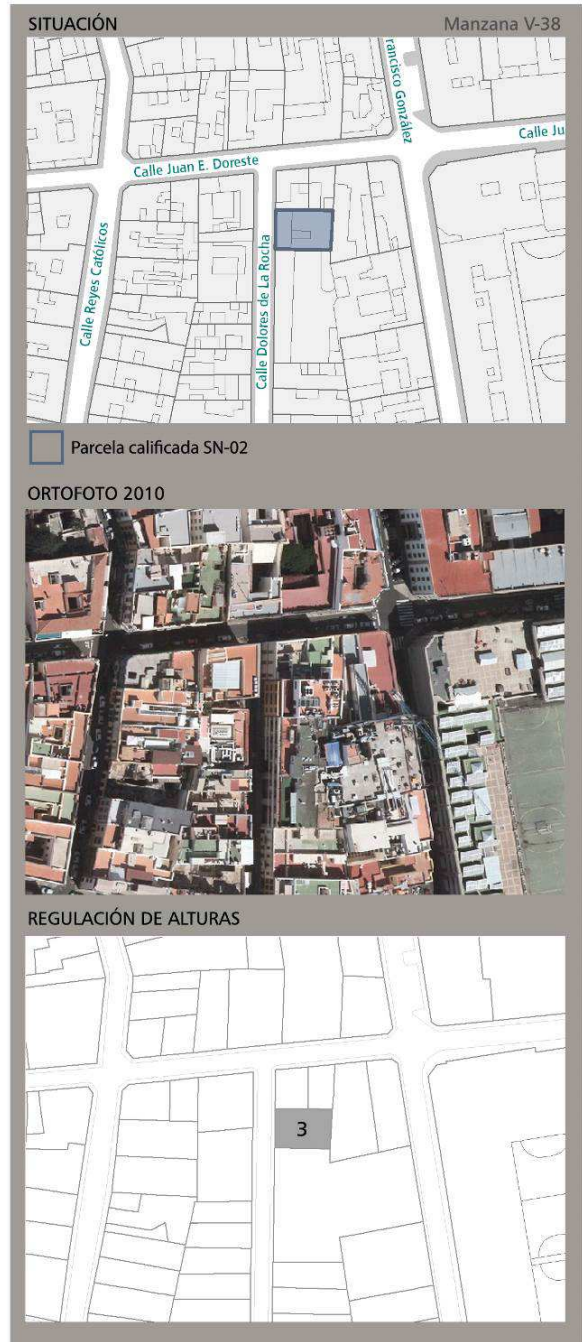 SITUACIÓN
Manzana V-38
rancisco González
Calle Ju
Calle Juan E. Doreste
Calle Reyes Católicos
Calle Dolores de La Rocha
Parcela calificada SN-02
ORTOFOTO 2010
REGULACIÓN DE ALTURAS
3